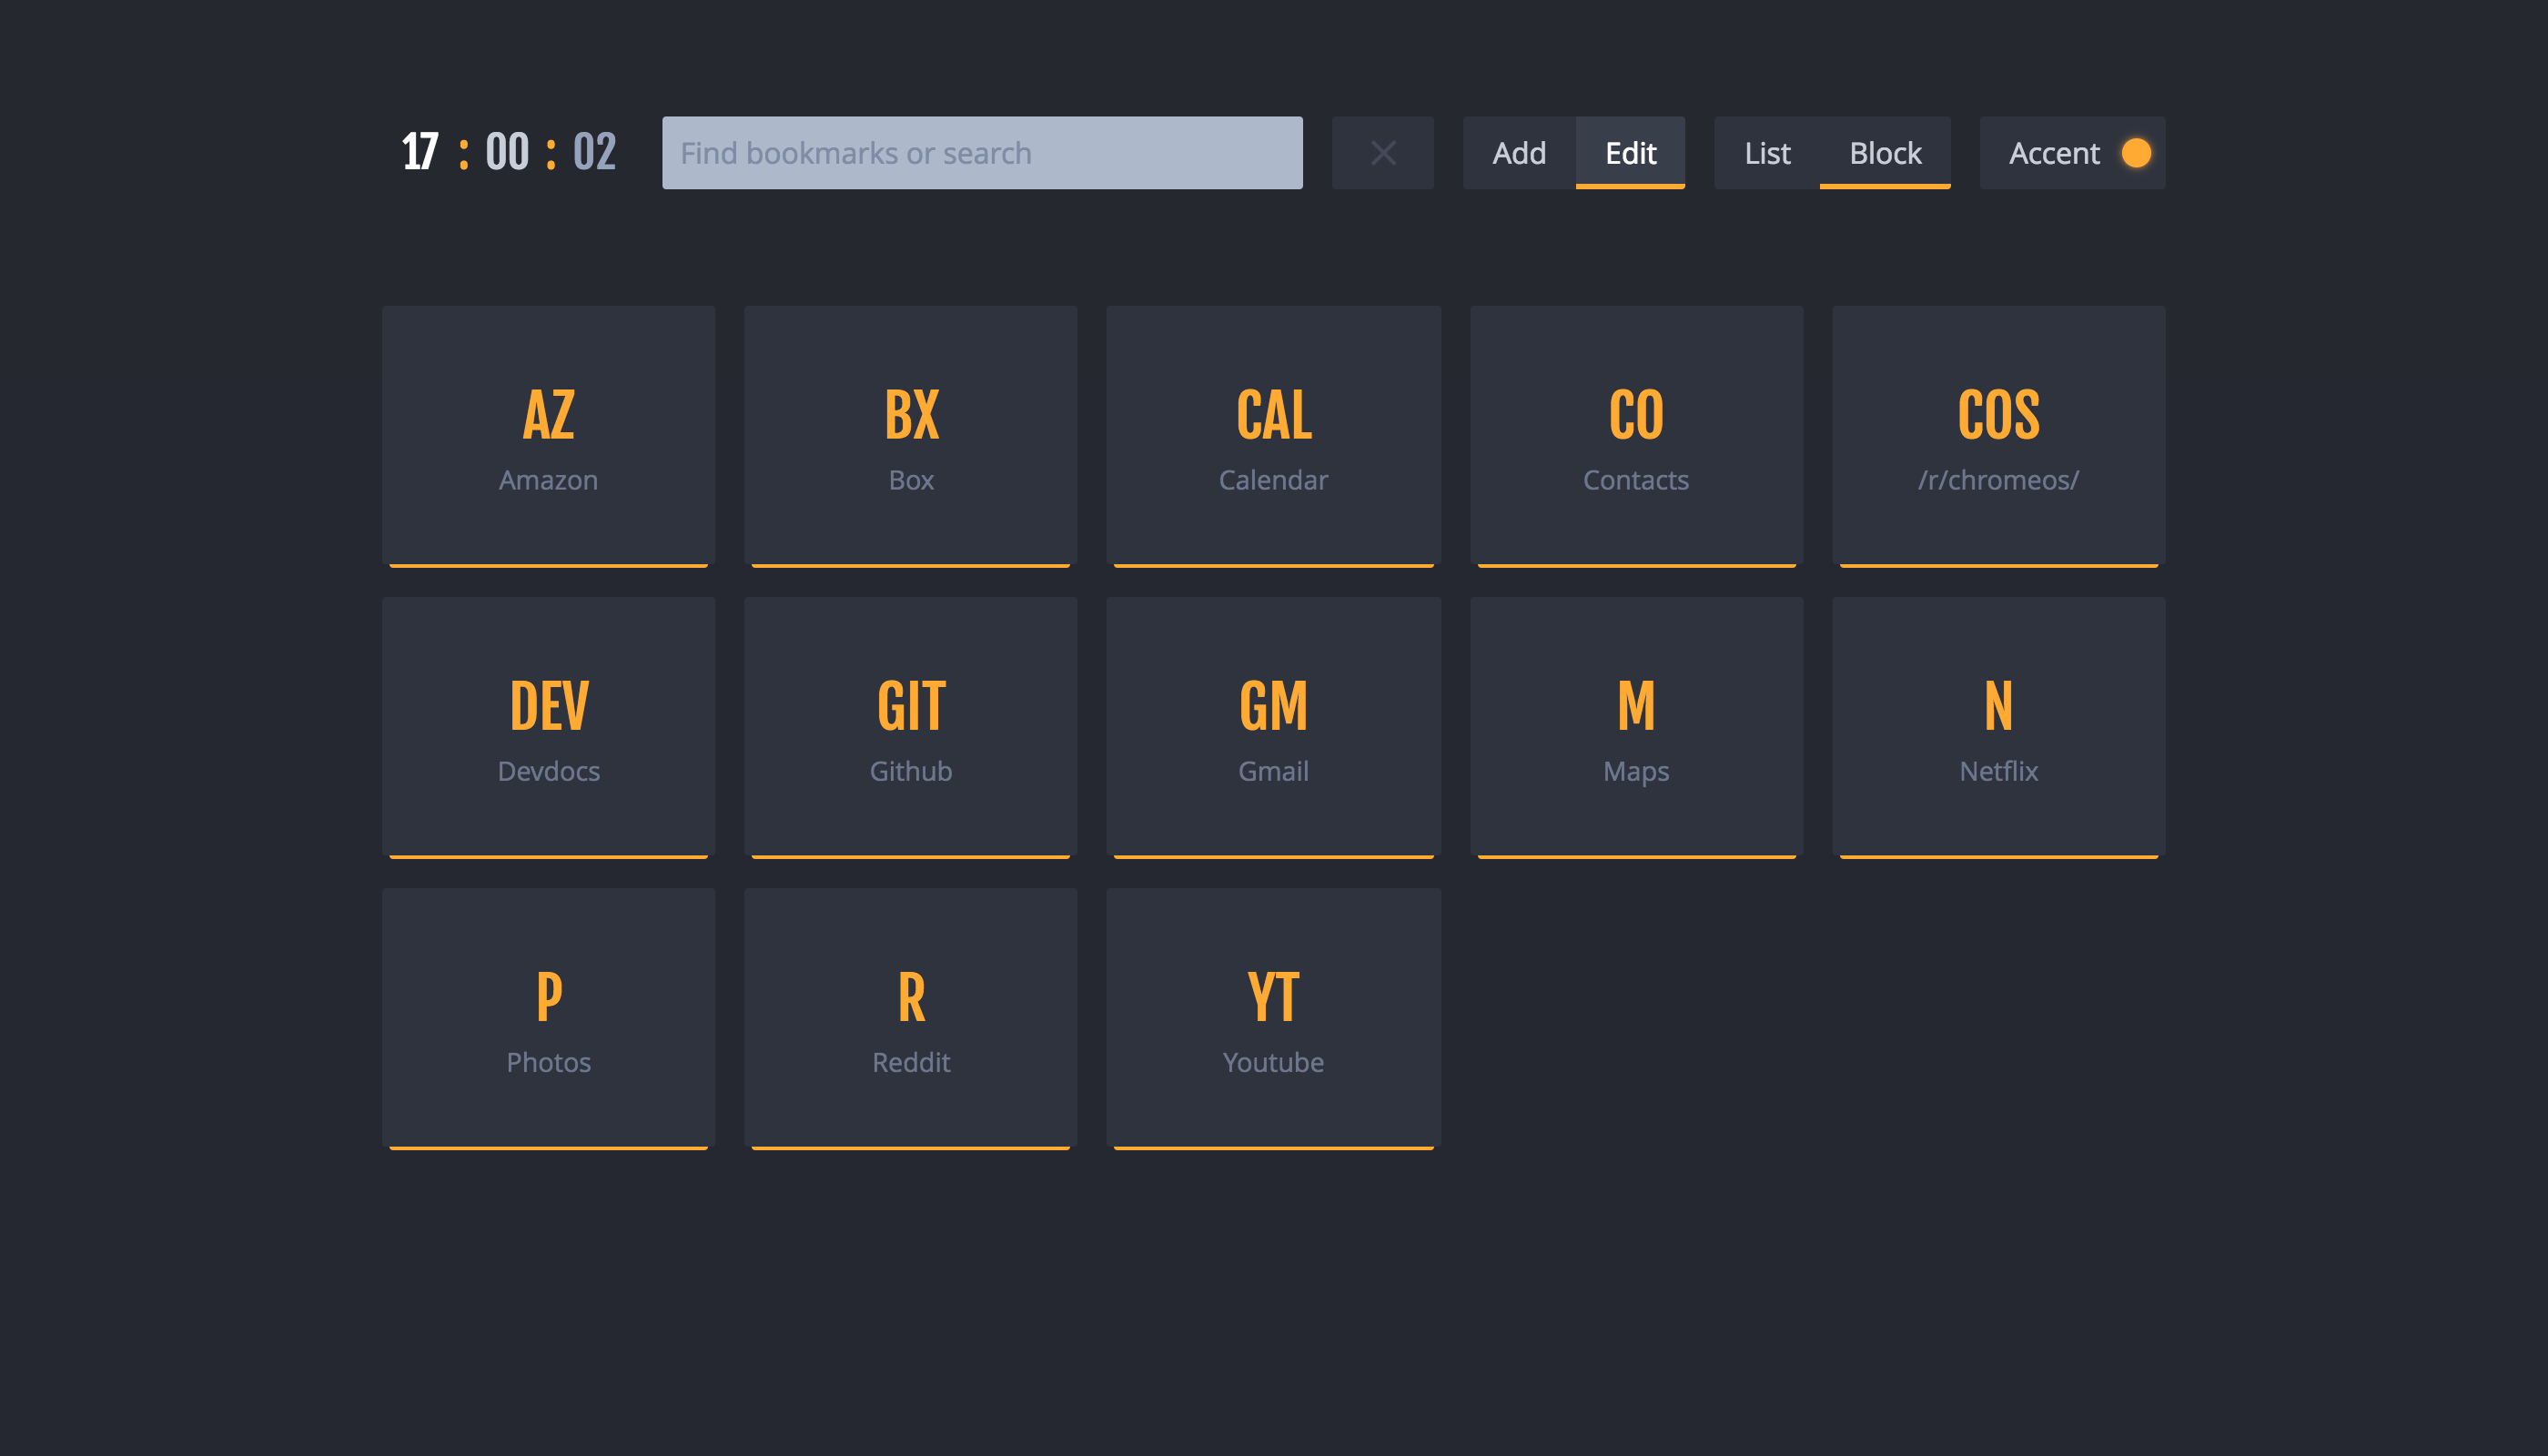 17 : 00 : 02 Find bookmarks or search Add Edit List Block Accent
AZ BX CAL CO COS
Amazon Box Calendar Contacts /r/chromeos/
DEV GIT GM M N
Devdocs Github Gmail Maps Netflix
P R YT
Photos Reddit Youtube